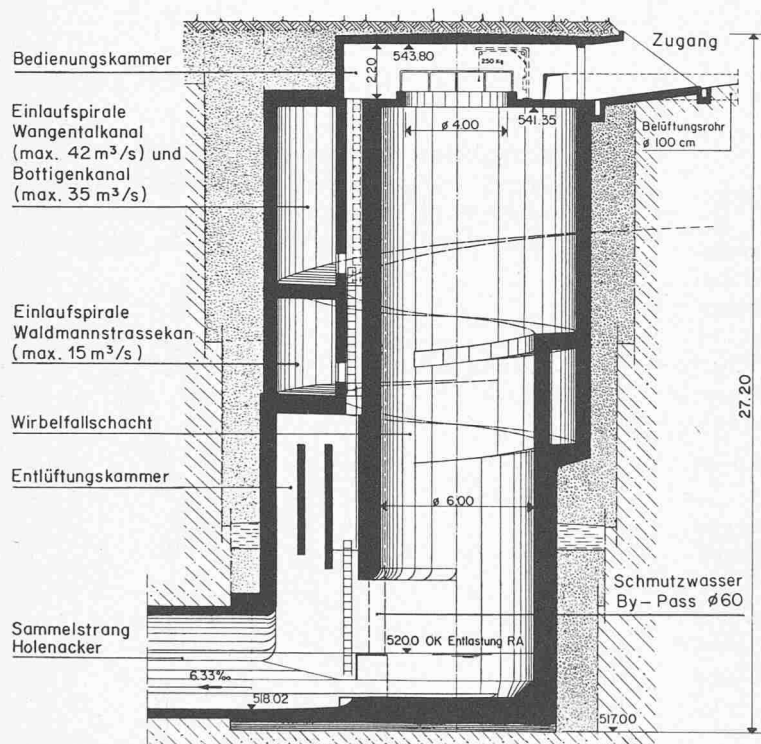 Bedienungskammer
Einlaufspirale
Wangentalkanal
(max. 42 m³/s) und
Bottigenkanal
(max. 35 m³/s)
Einlaufspirale
Waldmannstrassekan
(max. 15 m³/s)
Wirbelfallschacht
Entlüftungskammer
Sammelstrang
Holenacker
6.33‰
518.02
2.20
543.80
250 Kg
ø 4.00
541.35
Zugang
Belüftungsrohr
ø 100 cm
27.20
ø 6.00
Schmutzwasser
By-Pass Ø60
520.0 OK Entlastung RA
517.00